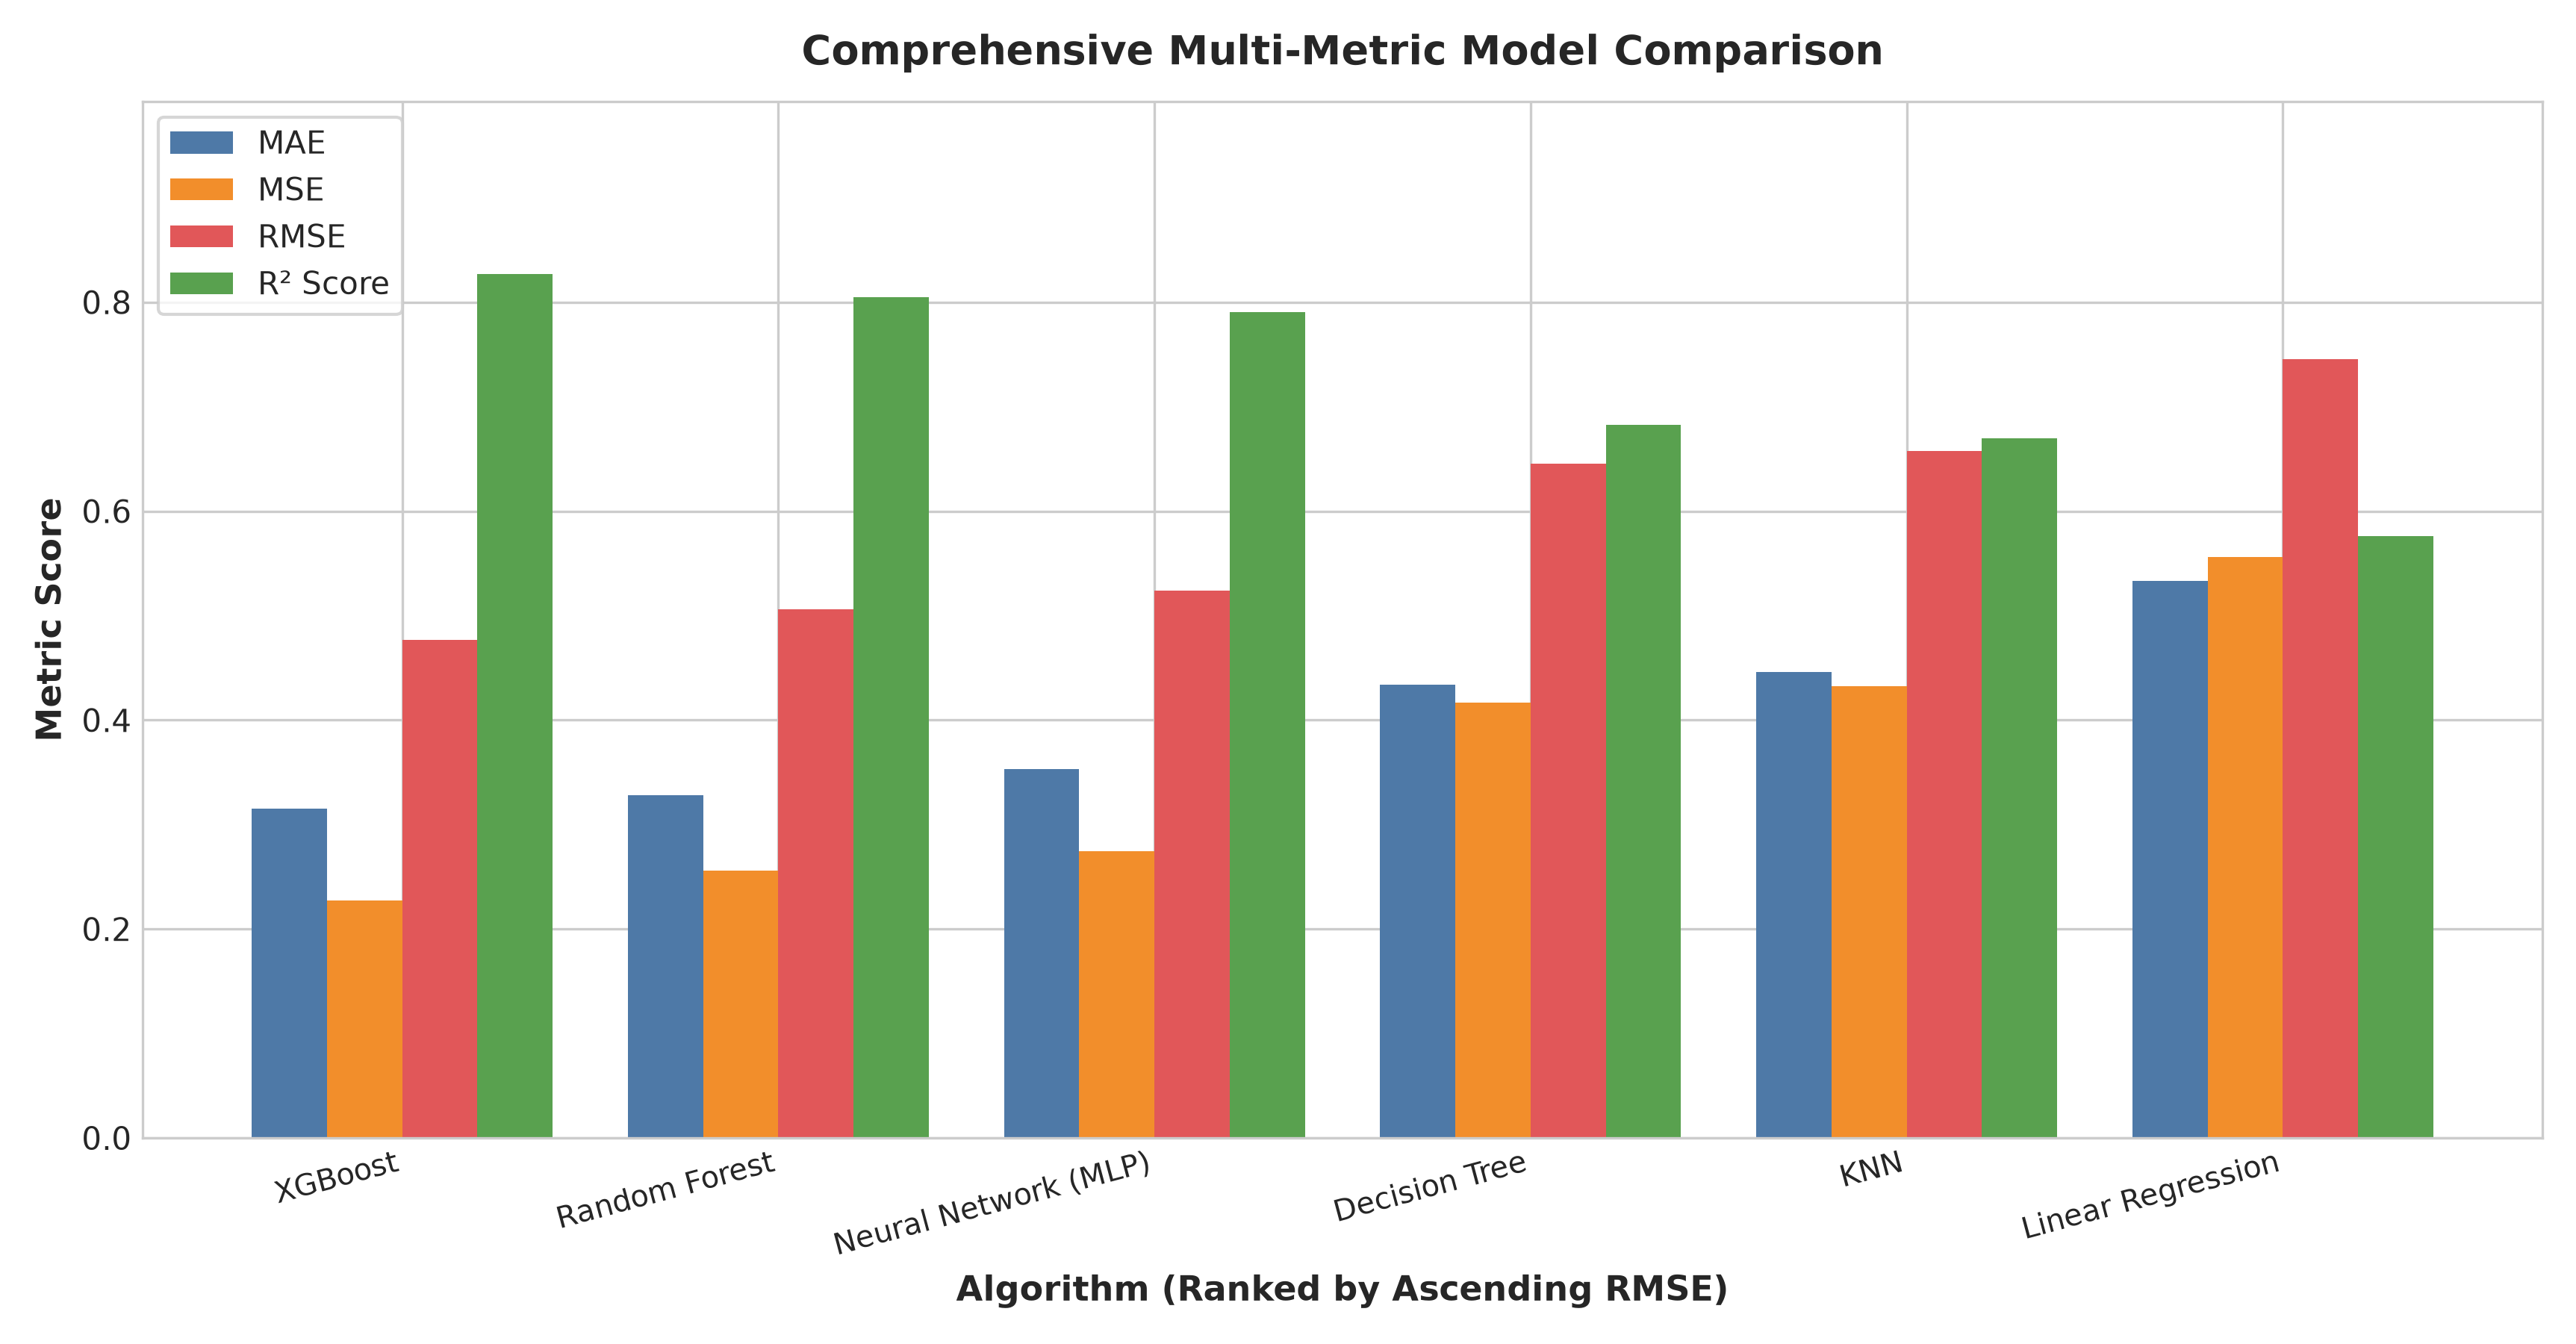 Comprehensive Multi-Metric Model Comparison
MAE
MSE
RMSE
R² Score
Metric Score
0.8
0.6
0.4
0.2
0.0
XGBoost
Random Forest
Neural Network (MLP)
Decision Tree
KNN
Linear Regression
Algorithm (Ranked by Ascending RMSE)